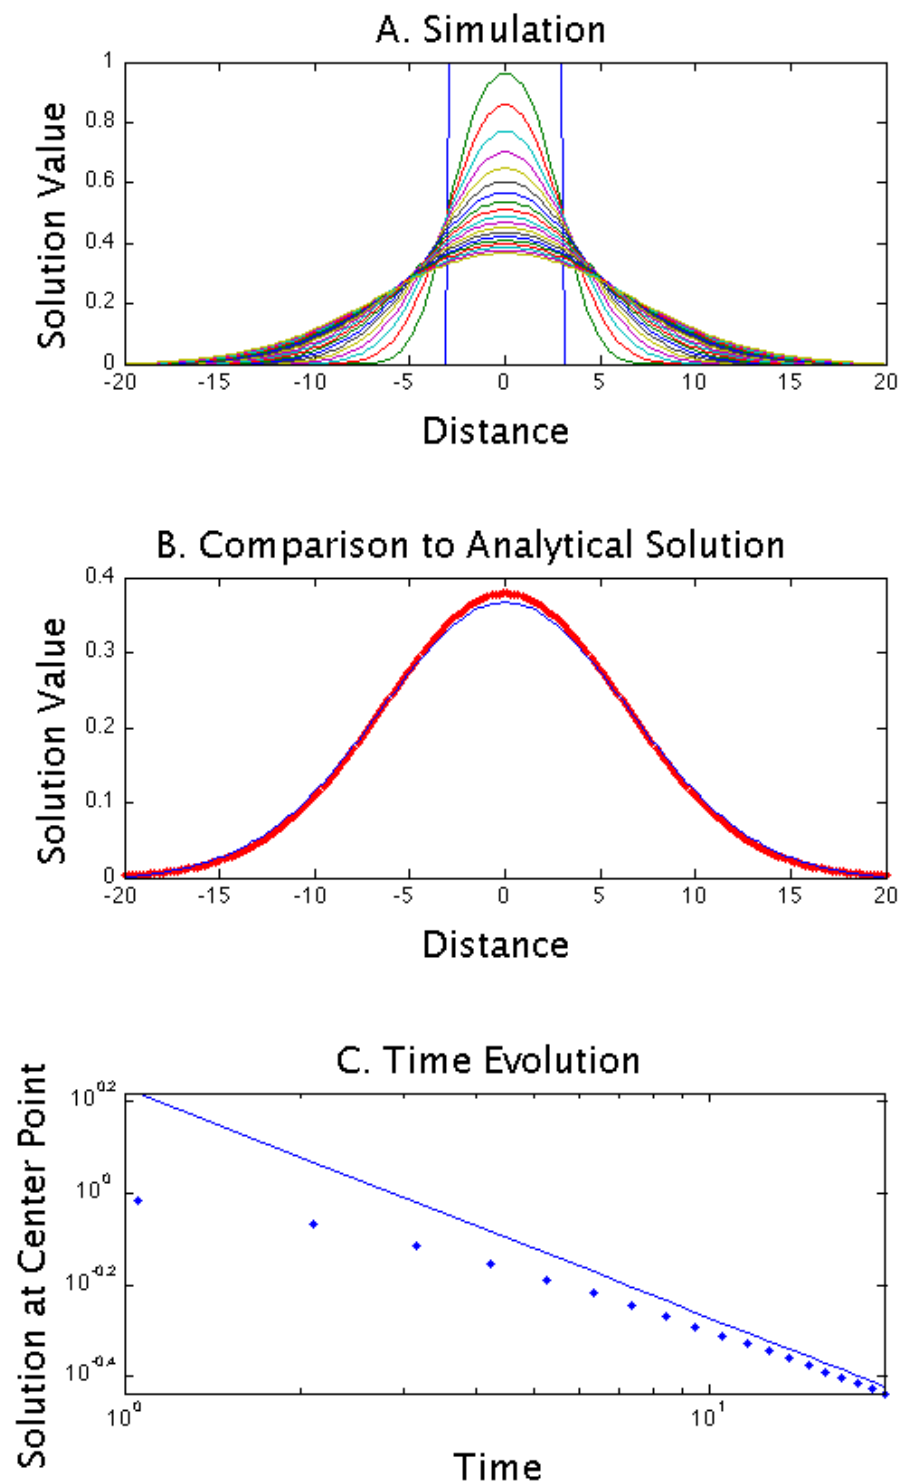 A. Simulation
Solution Value
1
0.8
0.6
0.4
0.2
0
-20 -15 -10 -5 0 5 10 15 20
Distance
B. Comparison to Analytical Solution
Solution Value
0.4
0.3
0.2
0.1
0
-20 -15 -10 -5 0 5 10 15 20
Distance
C. Time Evolution
Solution at Center Point
10^0.2
10^0
10^-0.2
10^-0.4
10^0 10^1
Time